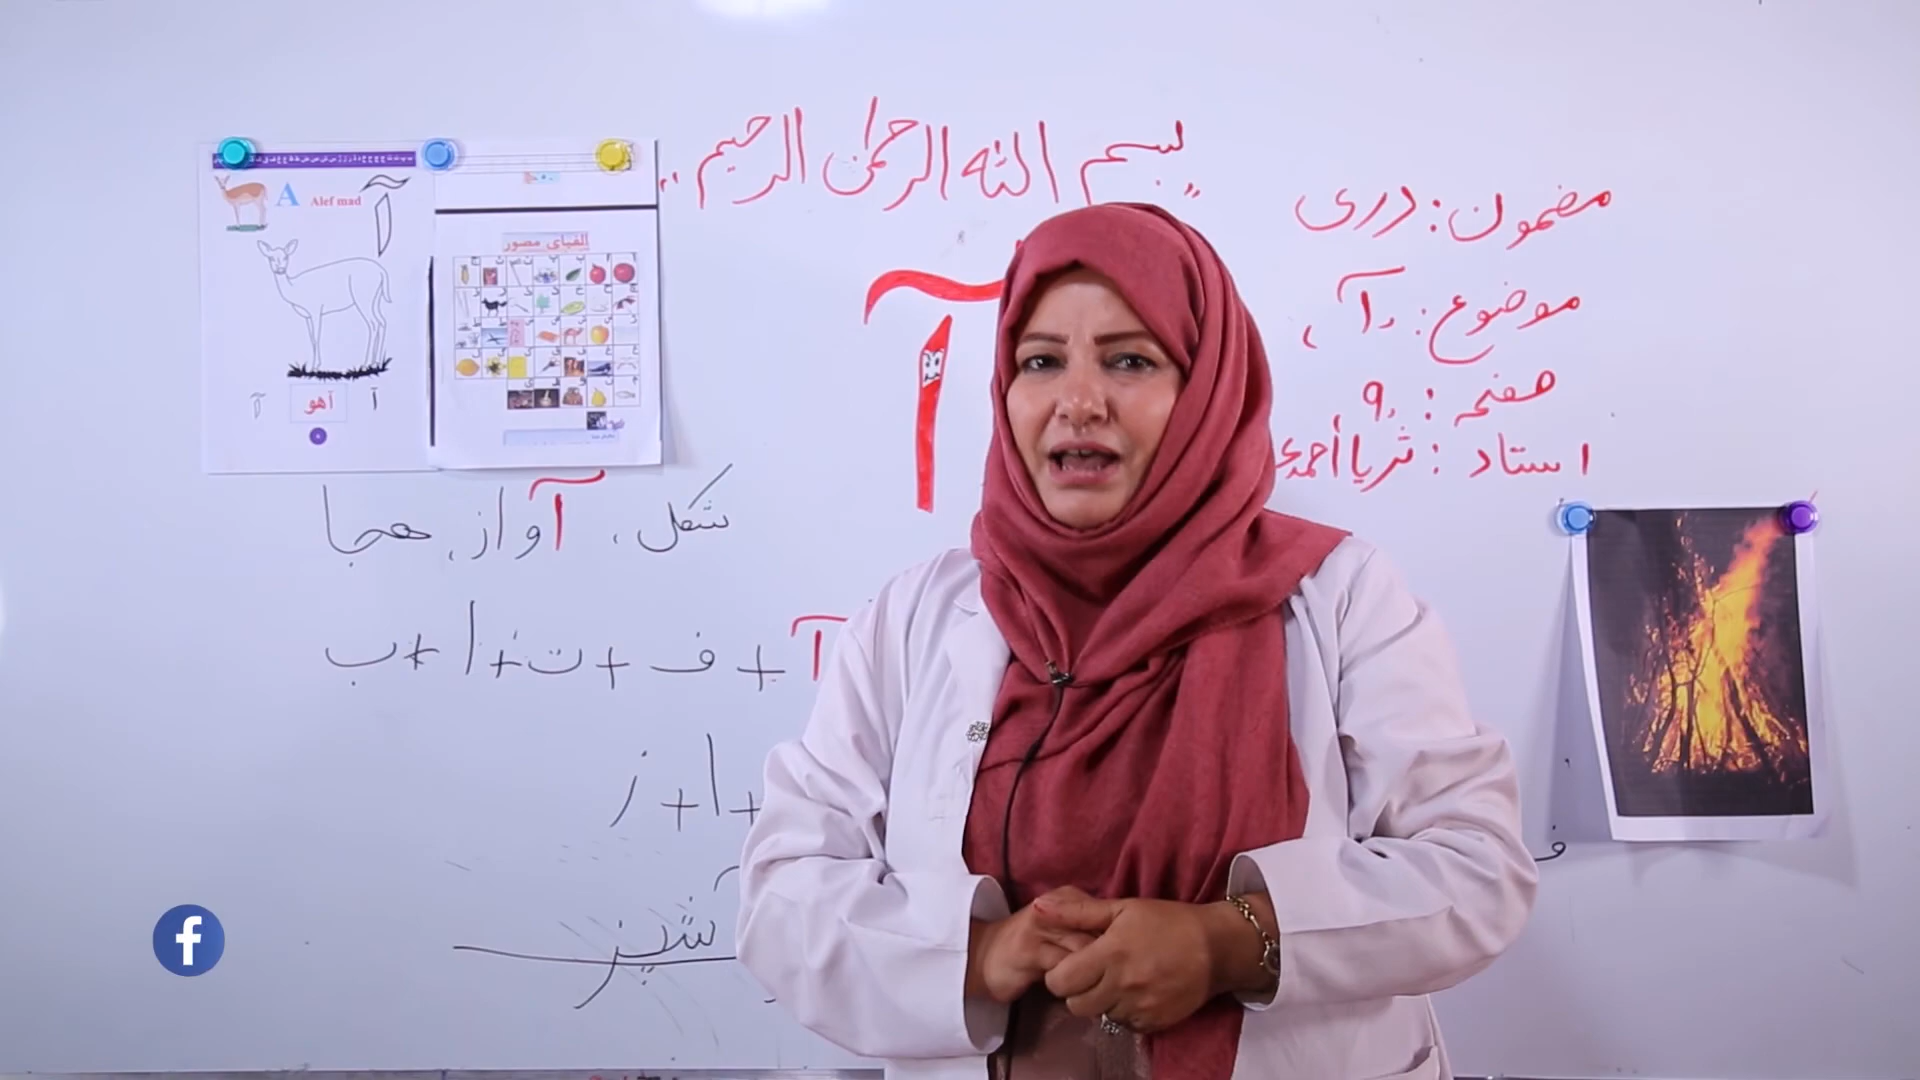 بسم الله الرحمن الرحیم
مضمون: دری
موضوع: «آ»
صفحه: «۹»
استاد: ثریا احمدی
A
Alef mad
آ
آهو
آ
آ
الفبای مصور
آ
شکل، آواز، هجا
آ + ف + ت + ا + ب
+ ا + ز
f